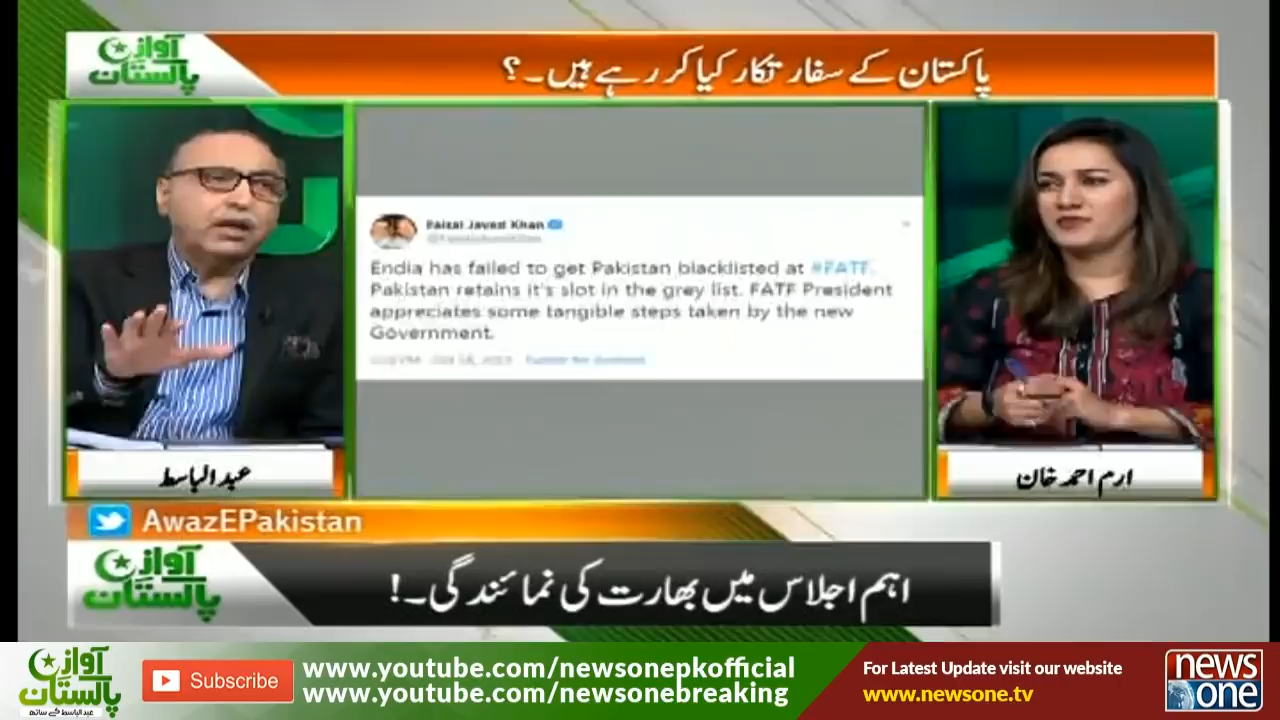 آواز
پاکستان
پاکستان کے سفارتکار کیا کر رہے ہیں۔؟
Faisal Javed Khan
Endia has failed to get Pakistan blacklisted at #FATF.
Pakistan retains it's slot in the grey list. FATF President
appreciates some tangible steps taken by the new
Government.
عبدالباسط
ارم احمد خان
AwazEPakistan
آواز
پاکستان
اہم اجلاس میں بھارت کی نمائندگی۔!
آواز
پاکستان
عبدالباسط کے ساتھ
Subscribe
www.youtube.com/newsonepkofficial
www.youtube.com/newsonebreaking
For Latest Update visit our website
www.newsone.tv
news
one